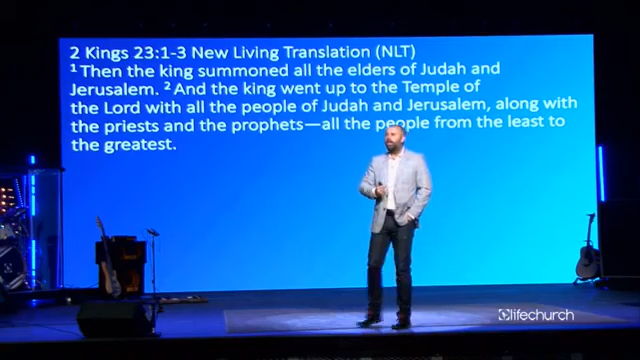 2 Kings 23:1-3 New Living Translation (NLT)
1 Then the king summoned all the elders of Judah and
Jerusalem. 2 And the king went up to the Temple of
the Lord with all the people of Judah and Jerusalem, along with
the priests and the prophets—all the people from the least to
the greatest.
lifechurch